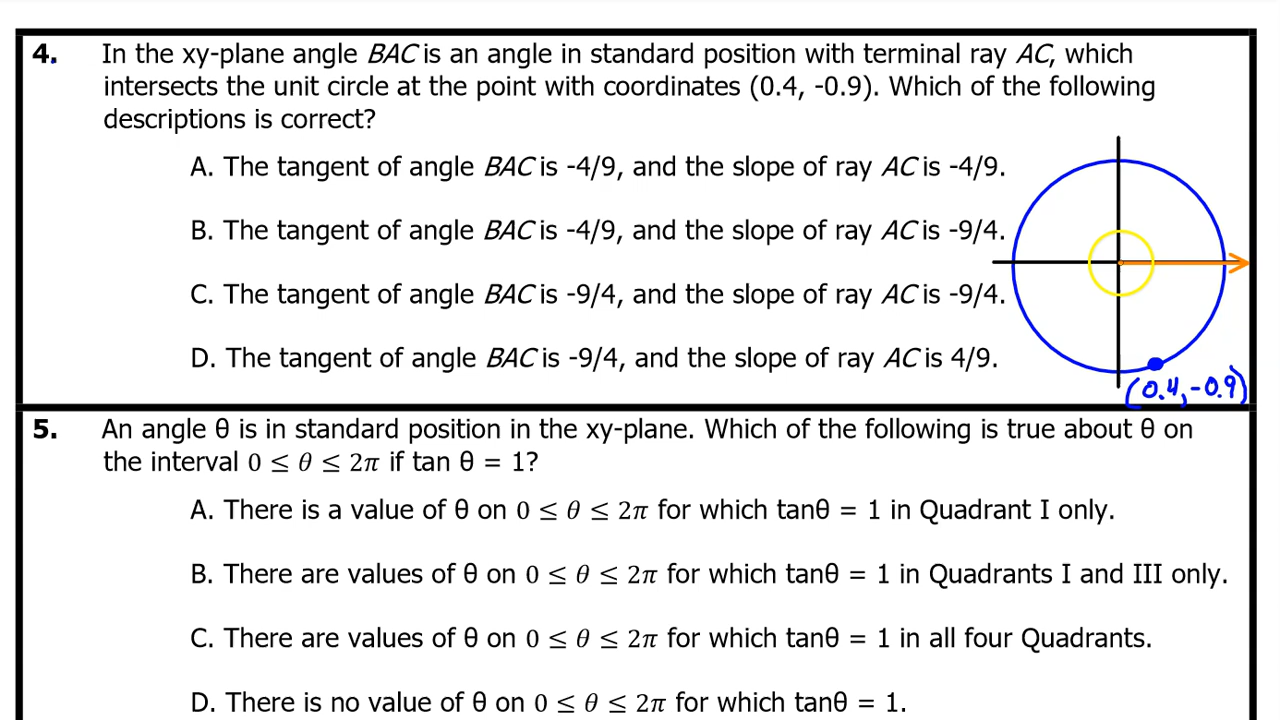 4. In the xy-plane angle BAC is an angle in standard position with terminal ray AC, which
intersects the unit circle at the point with coordinates (0.4, -0.9). Which of the following
descriptions is correct?
A. The tangent of angle BAC is -4/9, and the slope of ray AC is -4/9.
B. The tangent of angle BAC is -4/9, and the slope of ray AC is -9/4.
C. The tangent of angle BAC is -9/4, and the slope of ray AC is -9/4.
D. The tangent of angle BAC is -9/4, and the slope of ray AC is 4/9.
(0.4, -0.9)
5. An angle θ is in standard position in the xy-plane. Which of the following is true about θ on
the interval 0 ≤ θ ≤ 2π if tan θ = 1?
A. There is a value of θ on 0 ≤ θ ≤ 2π for which tanθ = 1 in Quadrant I only.
B. There are values of θ on 0 ≤ θ ≤ 2π for which tanθ = 1 in Quadrants I and III only.
C. There are values of θ on 0 ≤ θ ≤ 2π for which tanθ = 1 in all four Quadrants.
D. There is no value of θ on 0 ≤ θ ≤ 2π for which tanθ = 1.